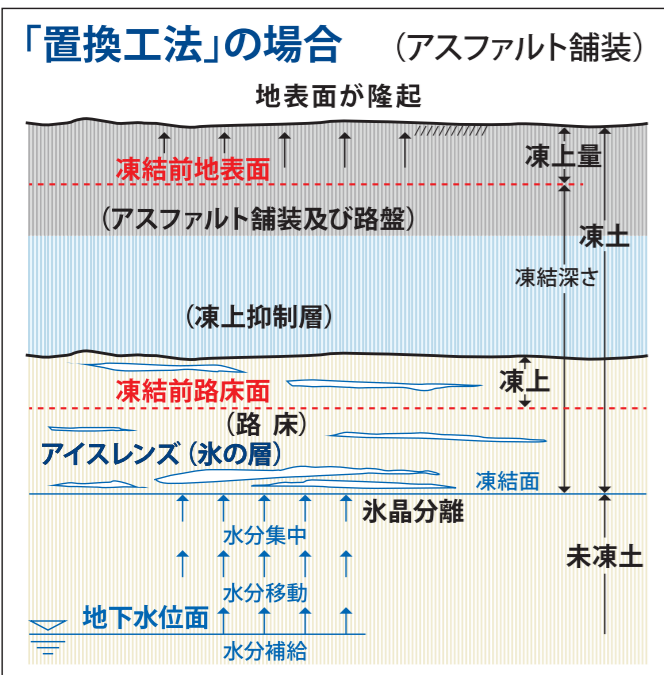 「置換工法」の場合 (アスファルト舗装)
地表面が隆起
凍上量
凍結前地表面
(アスファルト舗装及び路盤)
凍土
凍結深さ
(凍上抑制層)
凍上
凍結前路床面
(路 床)
アイスレンズ(氷の層)
凍結面
氷晶分離
水分集中
未凍土
水分移動
地下水位面
水分補給